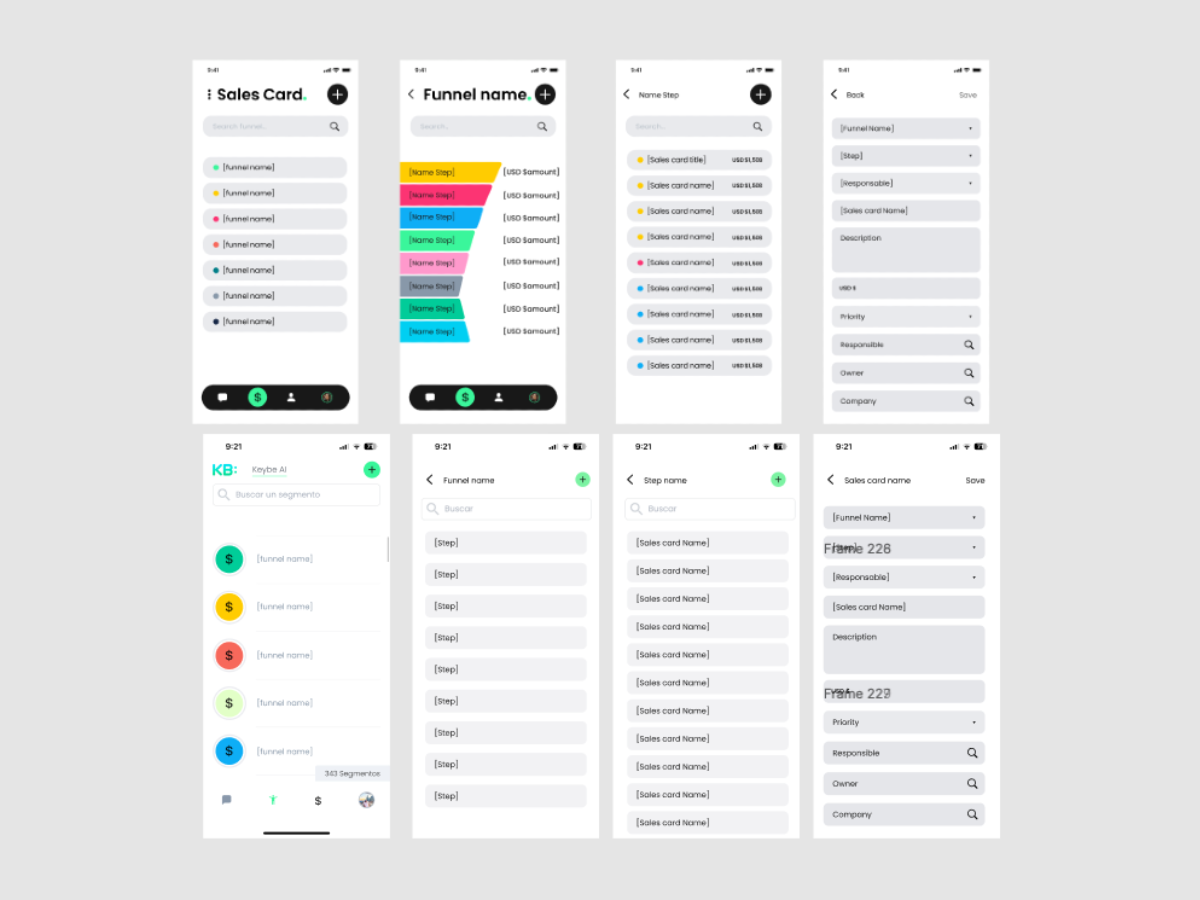 9:41
Sales Card.
Search funnel..
[funnel name]
[funnel name]
[funnel name]
[funnel name]
[funnel name]
[funnel name]
[funnel name]
$
9:41
Funnel name.
Search..
[Name Step] [USD $amount]
[Name Step] [USD $amount]
[Name Step] [USD $amount]
[Name Step] [USD $amount]
[Name Step] [USD $amount]
[Name Step] [USD $amount]
[Name Step] [USD $amount]
[Name Step] [USD $amount]
$
9:41
Name Step
Search..
[Sales card title] USD $1,500
[Sales card name] USD $1,500
[Sales card name] USD $1,500
[Sales card name] USD $1,500
[Sales card name] USD $1,500
[Sales card name] USD $1,500
[Sales card name] USD $1,500
[Sales card name] USD $1,500
[Sales card name] USD $1,500
9:41
Back Save
[Funnel Name]
[Step]
[Responsable]
[Sales card Name]
Description
USD $
Priority
Responsible
Owner
Company
9:21
KB: Keybe AI
Buscar un segmento
$ [funnel name]
$ [funnel name]
$ [funnel name]
$ [funnel name]
$ [funnel name]
343 Segmentos
$
9:21
Funnel name
Buscar
[Step]
[Step]
[Step]
[Step]
[Step]
[Step]
[Step]
[Step]
[Step]
9:21
Step name
Buscar
[Sales card Name]
[Sales card Name]
[Sales card Name]
[Sales card Name]
[Sales card Name]
[Sales card Name]
[Sales card Name]
[Sales card Name]
[Sales card Name]
[Sales card Name]
[Sales card Name]
9:21
Sales card name Save
[Funnel Name]
Frame 226
[Responsable]
[Sales card Name]
Description
Frame
Priority
Responsible
Owner
Company